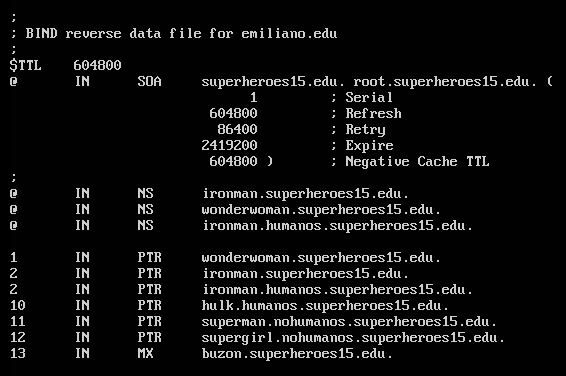 ;
; BIND reverse data file for emiliano.edu
;
$TTL    604800
@       IN      SOA     superheroes15.edu. root.superheroes15.edu. (
                              1         ; Serial
                         604800         ; Refresh
                          86400         ; Retry
                        2419200         ; Expire
                         604800 )       ; Negative Cache TTL
;
@       IN      NS      ironman.superheroes15.edu.
@       IN      NS      wonderwoman.superheroes15.edu.
@       IN      NS      ironman.humanos.superheroes15.edu.

1       IN      PTR     wonderwoman.superheroes15.edu.
2       IN      PTR     ironman.superheroes15.edu.
2       IN      PTR     ironman.humanos.superheroes15.edu.
10      IN      PTR     hulk.humanos.superheroes15.edu.
11      IN      PTR     superman.nohumanos.superheroes15.edu.
12      IN      PTR     supergirl.nohumanos.superheroes15.edu.
13      IN      MX      buzon.superheroes15.edu.